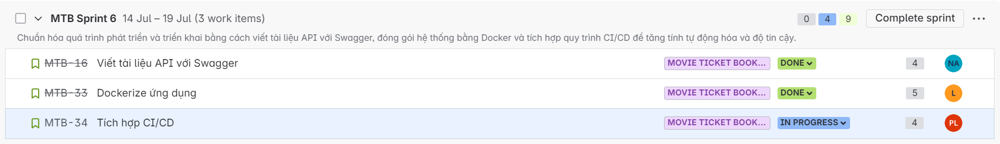 MTB Sprint 6 14 Jul – 19 Jul (3 work items) 0 4 9 Complete sprint
Chuẩn hóa quá trình phát triển và triển khai bằng cách viết tài liệu API với Swagger, đóng gói hệ thống bằng Docker và tích hợp quy trình CI/CD để tăng tính tự động hóa và độ tin cậy.
MTB-16 Viết tài liệu API với Swagger MOVIE TICKET BOOK... DONE 4 NA
MTB-33 Dockerize ứng dụng MOVIE TICKET BOOK... DONE 5 L
MTB-34 Tích hợp CI/CD MOVIE TICKET BOOK... IN PROGRESS 4 PL